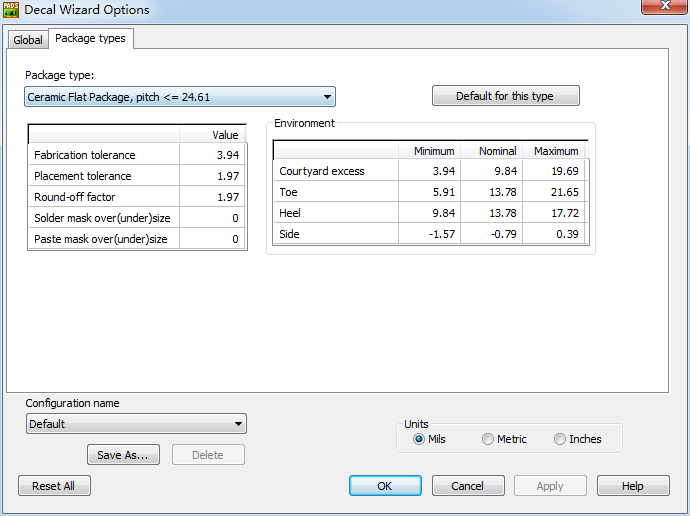 PADS
Decal Wizard Options
Global
Package types
Package type:
Ceramic Flat Package, pitch <= 24.61
Default for this type
Value
Fabrication tolerance 3.94
Placement tolerance 1.97
Round-off factor 1.97
Solder mask over(under)size 0
Paste mask over(under)size 0
Environment
Minimum Nominal Maximum
Courtyard excess 3.94 9.84 19.69
Toe 5.91 13.78 21.65
Heel 9.84 13.78 17.72
Side -1.57 -0.79 0.39
Configuration name
Default
Save As...
Delete
Units
Mils Metric Inches
Reset All
OK
Cancel
Apply
Help